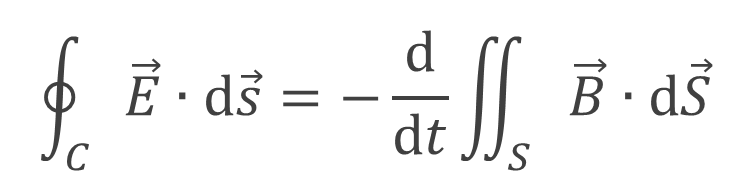 ∮_C E⃗ · ds⃗ = − d/dt ∬_S B⃗ · dS⃗